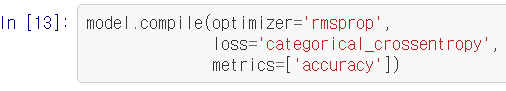 In [13]: model.compile(optimizer='rmsprop',
loss='categorical_crossentropy',
metrics=['accuracy'])